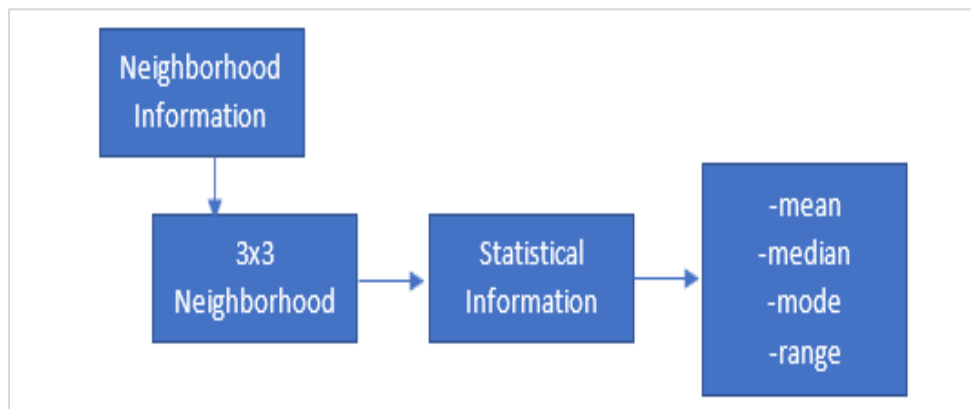 Neighborhood
Information
3x3
Neighborhood
Statistical
Information
-mean
-median
-mode
-range